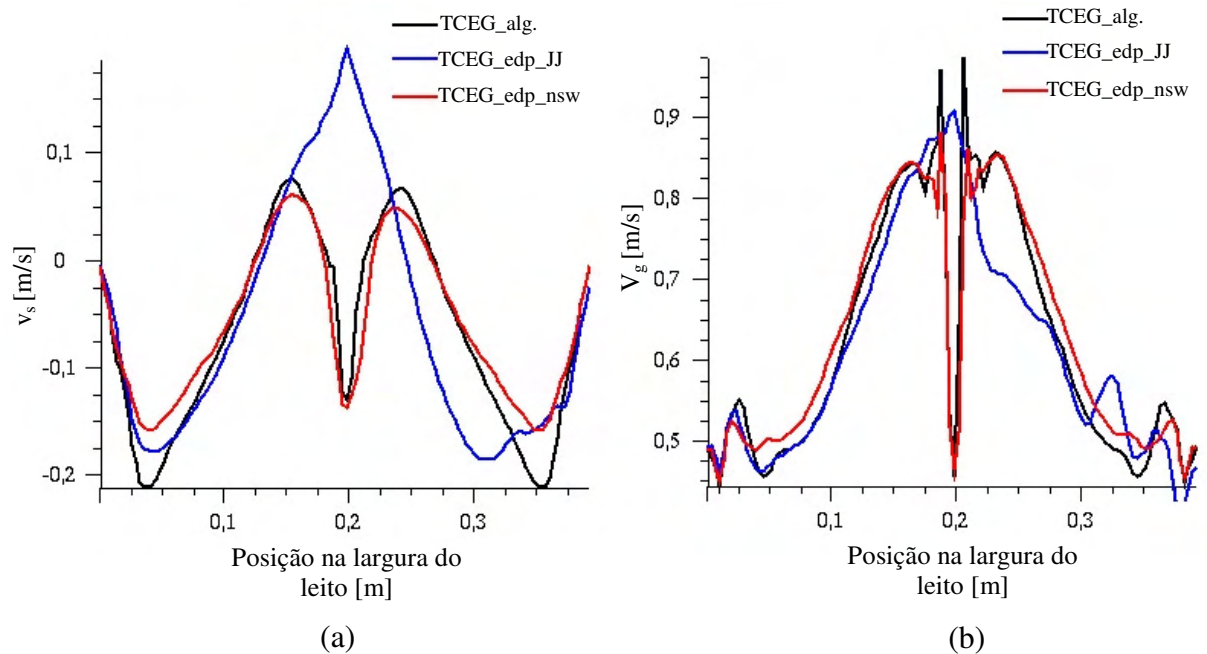 TCEG_alg.
TCEG_edp_JJ
TCEG_edp_nsw
v_s [m/s]
0,1
0
-0,1
-0,2
0,1
0,2
0,3
Posição na largura do
leito [m]
(a)
TCEG_alg.
TCEG_edp_JJ
TCEG_edp_nsw
V_g [m/s]
0,9
0,8
0,7
0,6
0,5
0,1
0,2
0,3
Posição na largura do
leito [m]
(b)